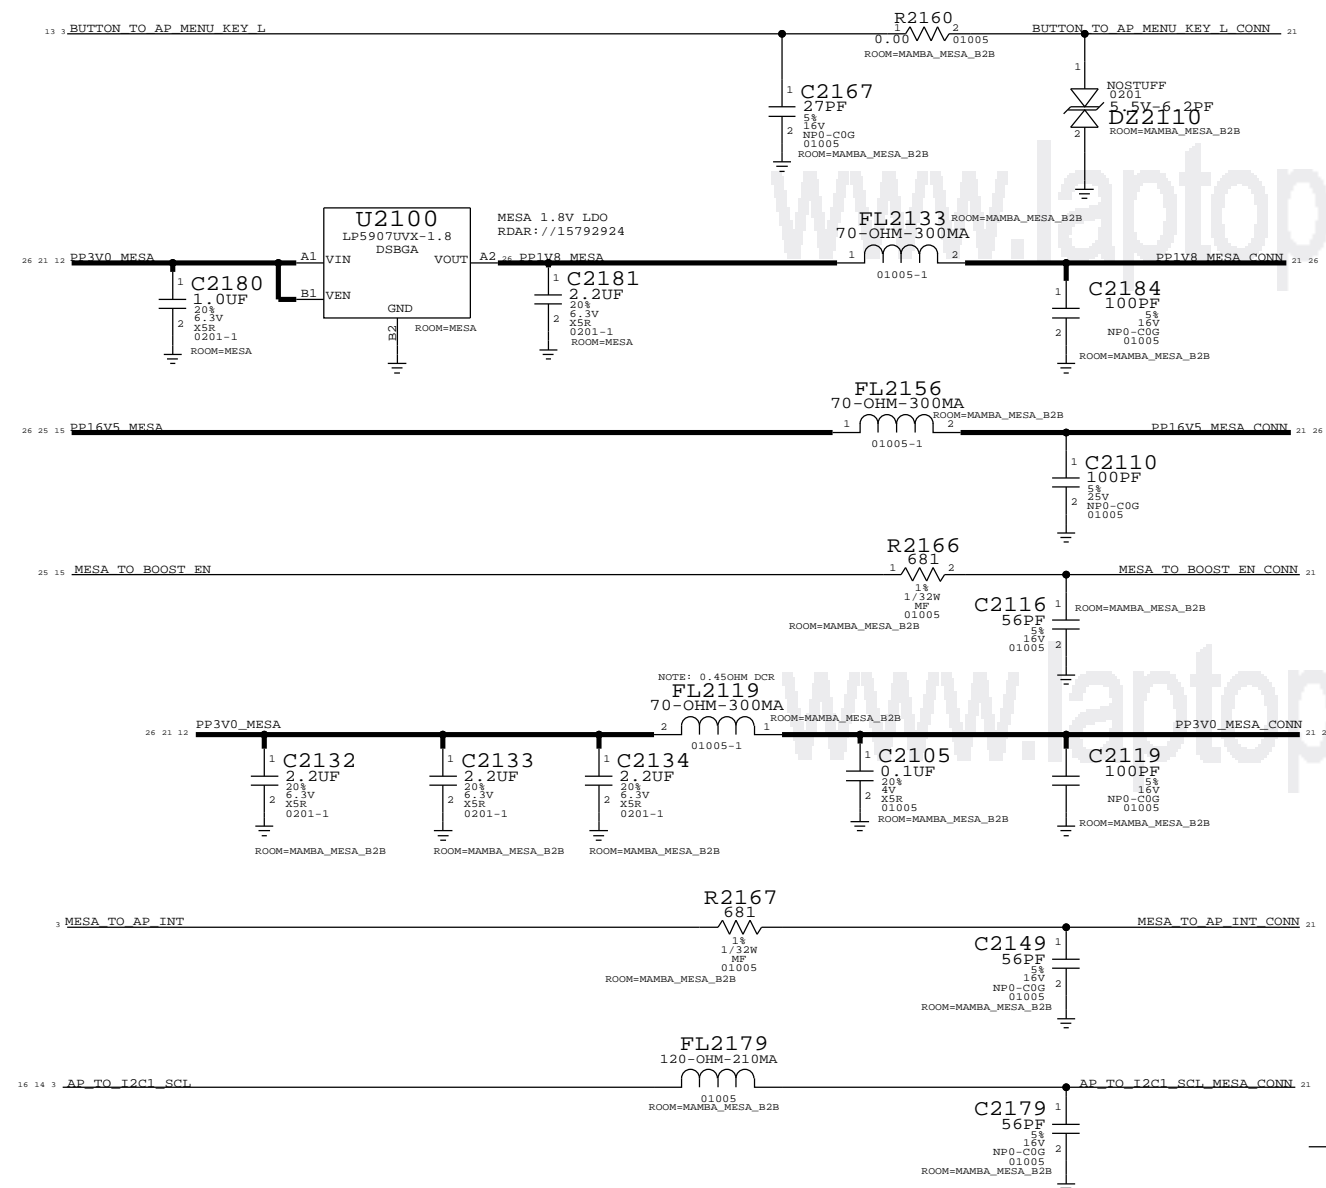 R2160
13 3 BUTTON_TO_AP_MENU_KEY_L
1 2
0.00 01005
ROOM=MAMBA_MESA_B2B
BUTTON_TO_AP_MENU_KEY_L_CONN 21
1
C2167
27PF
5%
16V
NP0-C0G
01005
2
ROOM=MAMBA_MESA_B2B
1
NOSTUFF
0201
5.5V-6.2PF
DZ2110
ROOM=MAMBA_MESA_B2B
2
www.laptop
U2100
LP5907UVX-1.8
DSBGA
MESA 1.8V LDO
RDAR://15792924
FL2133 ROOM=MAMBA_MESA_B2B
70-OHM-300MA
26 21 12 PP3V0_MESA
A1 VIN VOUT A2 26 PP1V8_MESA
1 2
01005-1
PP1V8_MESA_CONN 21 26
B1 VEN
GND
B2
ROOM=MESA
1
C2180
1.0UF
20%
6.3V
X5R
0201-1
2
ROOM=MESA
1
C2181
2.2UF
20%
6.3V
X5R
0201-1
2
ROOM=MESA
1
C2184
100PF
5%
16V
NP0-C0G
01005
2
ROOM=MAMBA_MESA_B2B
FL2156
70-OHM-300MA
ROOM=MAMBA_MESA_B2B
26 25 15 PP16V5_MESA
1 2
01005-1
PP16V5_MESA_CONN 21 26
1
C2110
100PF
5%
25V
NP0-C0G
01005
2
R2166
681
25 15 MESA_TO_BOOST_EN
1 2
1%
1/32W
MF
01005
ROOM=MAMBA_MESA_B2B
MESA_TO_BOOST_EN_CONN 21
C2116 1 ROOM=MAMBA_MESA_B2B
56PF
5%
16V
01005
2
www.laptop
NOTE: 0.45OHM DCR
FL2119
70-OHM-300MA
ROOM=MAMBA_MESA_B2B
26 21 12 PP3V0_MESA
2 1
01005-1
PP3V0_MESA_CONN 21 2
1
C2132
2.2UF
20%
6.3V
X5R
0201-1
2
ROOM=MAMBA_MESA_B2B
1
C2133
2.2UF
20%
6.3V
X5R
0201-1
2
ROOM=MAMBA_MESA_B2B
1
C2134
2.2UF
20%
6.3V
X5R
0201-1
2
ROOM=MAMBA_MESA_B2B
1
C2105
0.1UF
20%
4V
X5R
01005
2
ROOM=MAMBA_MESA_B2B
1
C2119
100PF
5%
16V
NP0-C0G
01005
2
ROOM=MAMBA_MESA_B2B
R2167
681
3 MESA_TO_AP_INT
1%
1/32W
MF
01005
ROOM=MAMBA_MESA_B2B
MESA_TO_AP_INT_CONN 21
C2149 1
56PF
5%
16V
NP0-C0G
01005
2
ROOM=MAMBA_MESA_B2B
FL2179
120-OHM-210MA
16 14 3 AP_TO_I2C1_SCL
01005
ROOM=MAMBA_MESA_B2B
AP_TO_I2C1_SCL_MESA_CONN 21
C2179 1
56PF
5%
16V
NP0-C0G
01005
2
ROOM=MAMBA_MESA_B2B